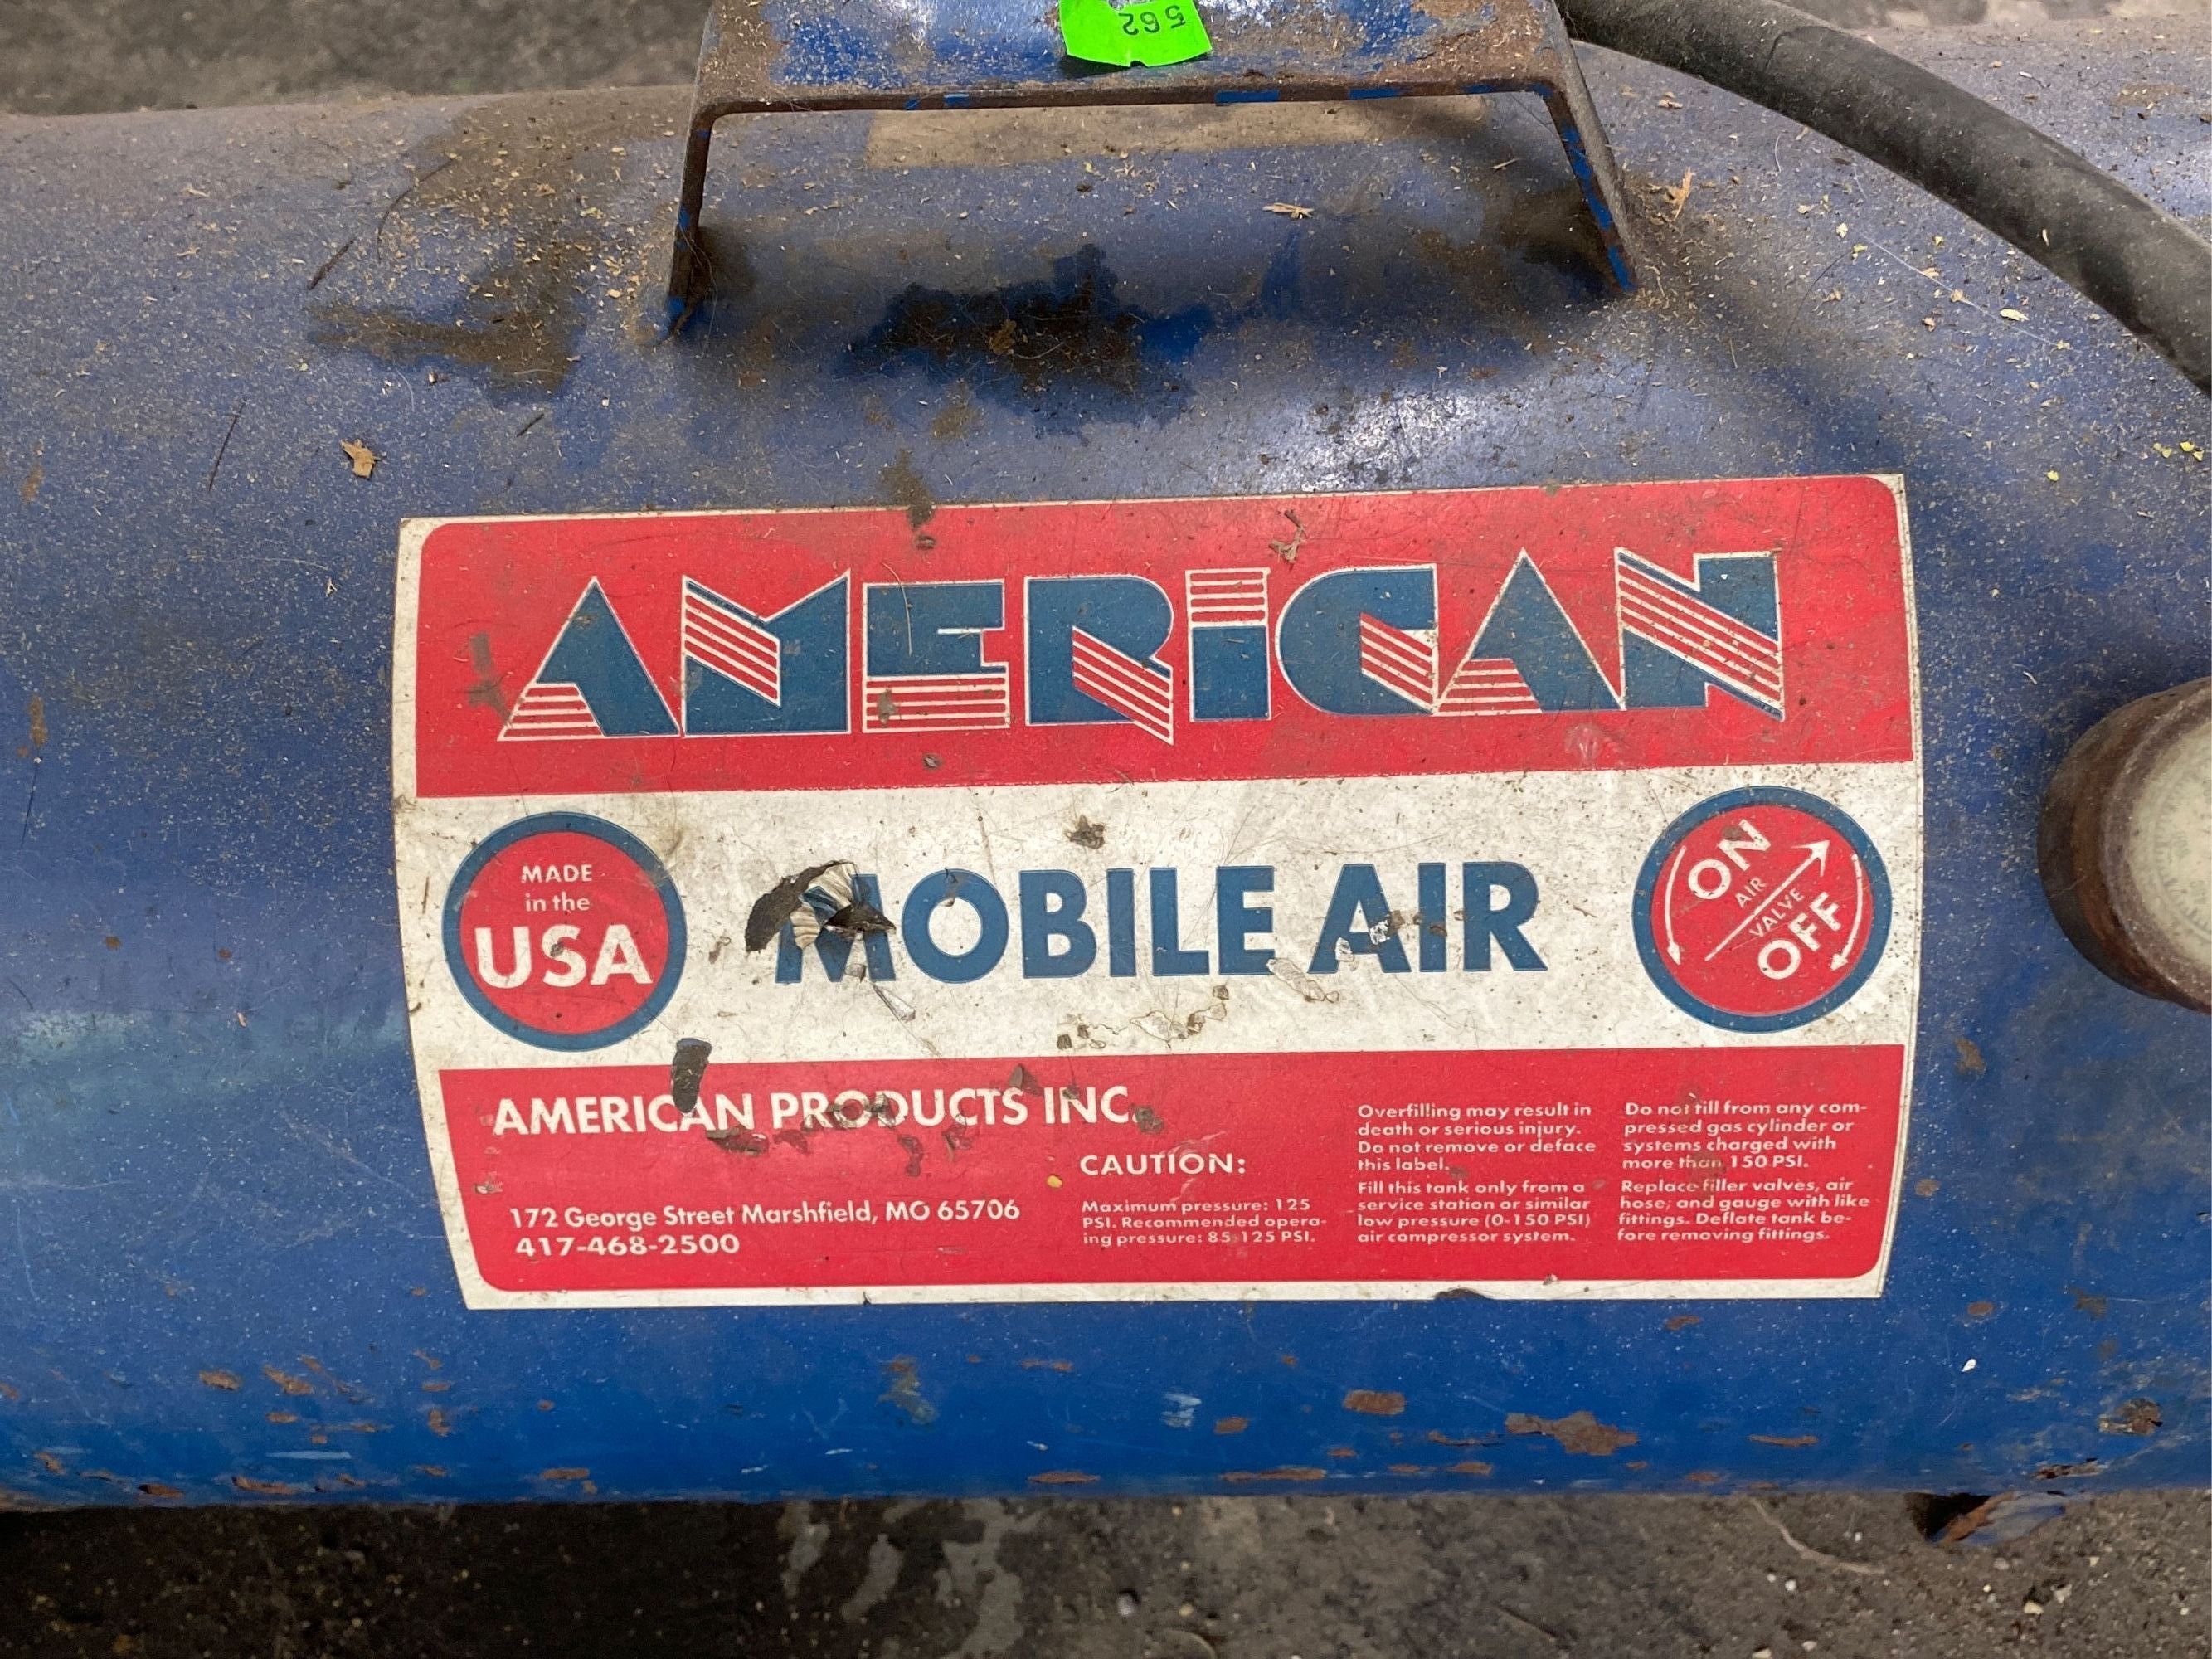 562
AMERICAN
MADE
in the
USA
MOBILE AIR
ON
AIR
VALVE
OFF
AMERICAN PRODUCTS INC.
172 George Street Marshfield, MO 65706
417-468-2500
CAUTION:
Maximum pressure: 125
PSI. Recommended opera-
ing pressure: 85-125 PSI.
Overfilling may result in
death or serious injury.
Do not remove or deface
this label.
Fill this tank only from a
service station or similar
low pressure (0-150 PSI)
air compressor system.
Do not fill from any com-
pressed gas cylinder or
systems charged with
more than 150 PSI.
Replace filler valves, air
hose, and gauge with like
fittings. Deflate tank be-
fore removing fittings.